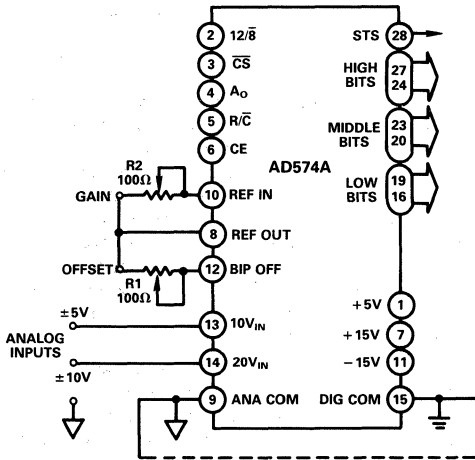 2 12/8̅ STS 28
3 C̅S̅ HIGH BITS 27 24
4 Aₒ
5 R/C̅ MIDDLE BITS 23 20
6 CE
AD574A
R2
100Ω
LOW BITS 19 16
GAIN 10 REF IN
8 REF OUT
OFFSET 12 BIP OFF
R1
100Ω
+5V 1
±5V 13 10VIN
+15V 7
ANALOG
INPUTS
14 20VIN −15V 11
±10V
9 ANA COM DIG COM 15